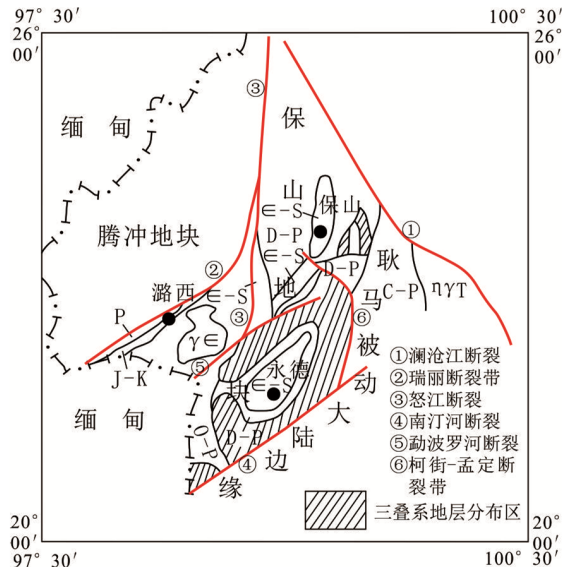 97° 30′
100° 30′
26°
00′
26°
00′
③
缅 甸
保
山
∈-S
保山
①
D-P
腾冲地块
∈-S
D-P
耿
②
C-P
ηγT
潞西
∈-S
地
马
P
③
⑥
被
γ∈
J-K
⑤
永德
动
①澜沧江断裂
块
∈-S
大
②瑞丽断裂带
缅 甸
③怒江断裂
O-P
D-P
陆
④南汀河断裂
④
边
⑤勐波罗河断裂
缘
⑥柯街-孟定断
裂带
三叠系地层分布区
20°
00′
20°
00′
97° 30′
100° 30′